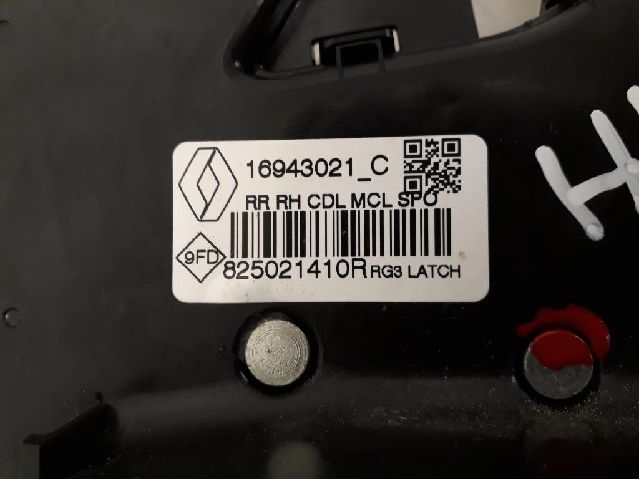 16943021_C
RR RH CDL MCL SPO
9FD
825021410R RG3 LATCH